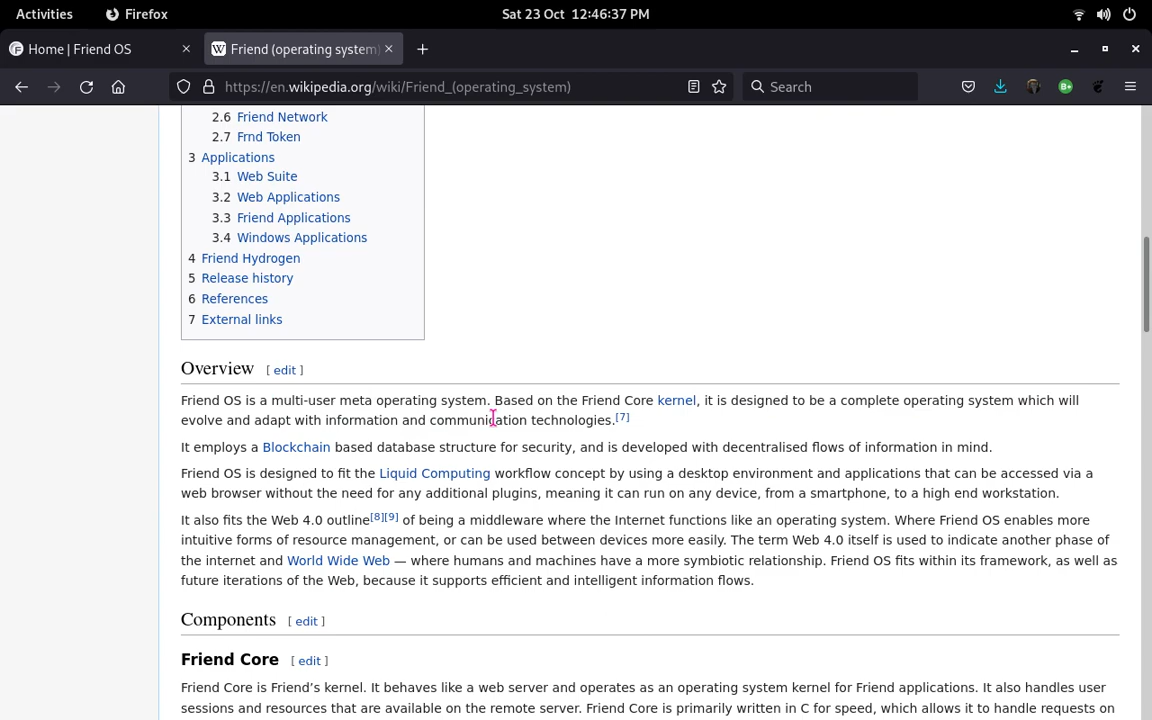 Activities Firefox Sat 23 Oct 12:46:37 PM
Home | Friend OS Friend (operating system)
https://en.wikipedia.org/wiki/Friend_(operating_system) Search
2.6 Friend Network
2.7 Frnd Token
3 Applications
3.1 Web Suite
3.2 Web Applications
3.3 Friend Applications
3.4 Windows Applications
4 Friend Hydrogen
5 Release history
6 References
7 External links
Overview [ edit ]
Friend OS is a multi-user meta operating system. Based on the Friend Core kernel, it is designed to be a complete operating system which will
evolve and adapt with information and communication technologies.[7]
It employs a Blockchain based database structure for security, and is developed with decentralised flows of information in mind.
Friend OS is designed to fit the Liquid Computing workflow concept by using a desktop environment and applications that can be accessed via a
web browser without the need for any additional plugins, meaning it can run on any device, from a smartphone, to a high end workstation.
It also fits the Web 4.0 outline[8][9] of being a middleware where the Internet functions like an operating system. Where Friend OS enables more
intuitive forms of resource management, or can be used between devices more easily. The term Web 4.0 itself is used to indicate another phase of
the internet and World Wide Web — where humans and machines have a more symbiotic relationship. Friend OS fits within its framework, as well as
future iterations of the Web, because it supports efficient and intelligent information flows.
Components [ edit ]
Friend Core [ edit ]
Friend Core is Friend's kernel. It behaves like a web server and operates as an operating system kernel for Friend applications. It also handles user
sessions and resources that are available on the remote server. Friend Core is primarily written in C for speed, which allows it to handle requests on